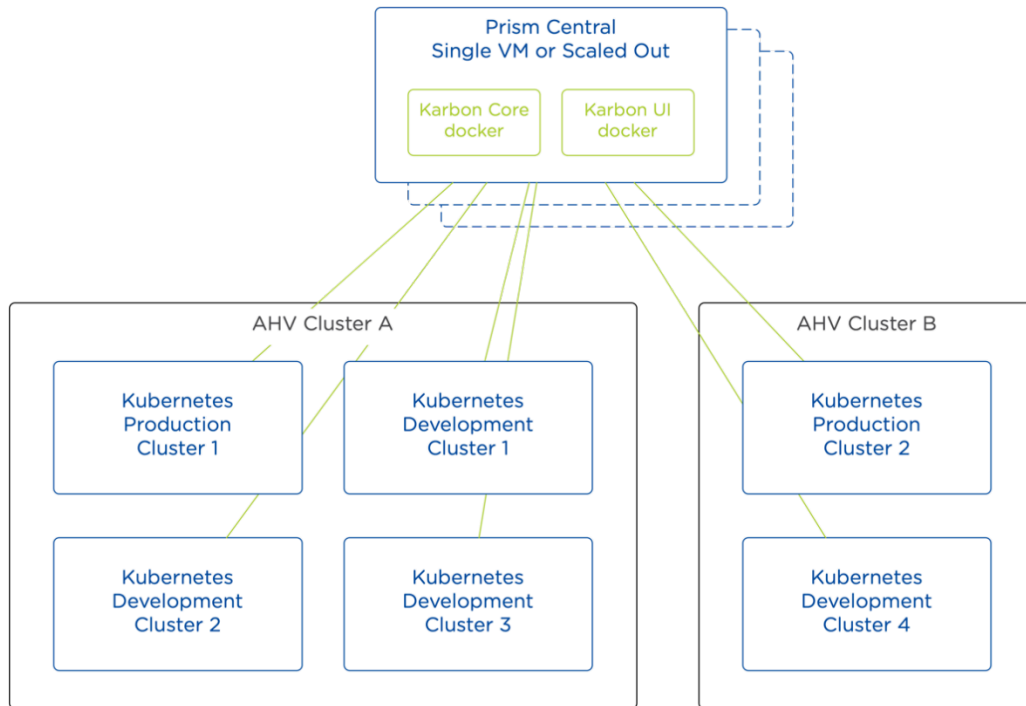 Prism Central
Single VM or Scaled Out
Karbon Core
docker
Karbon UI
docker
AHV Cluster A
Kubernetes
Production
Cluster 1
Kubernetes
Development
Cluster 1
Kubernetes
Development
Cluster 2
Kubernetes
Development
Cluster 3
AHV Cluster B
Kubernetes
Production
Cluster 2
Kubernetes
Development
Cluster 4